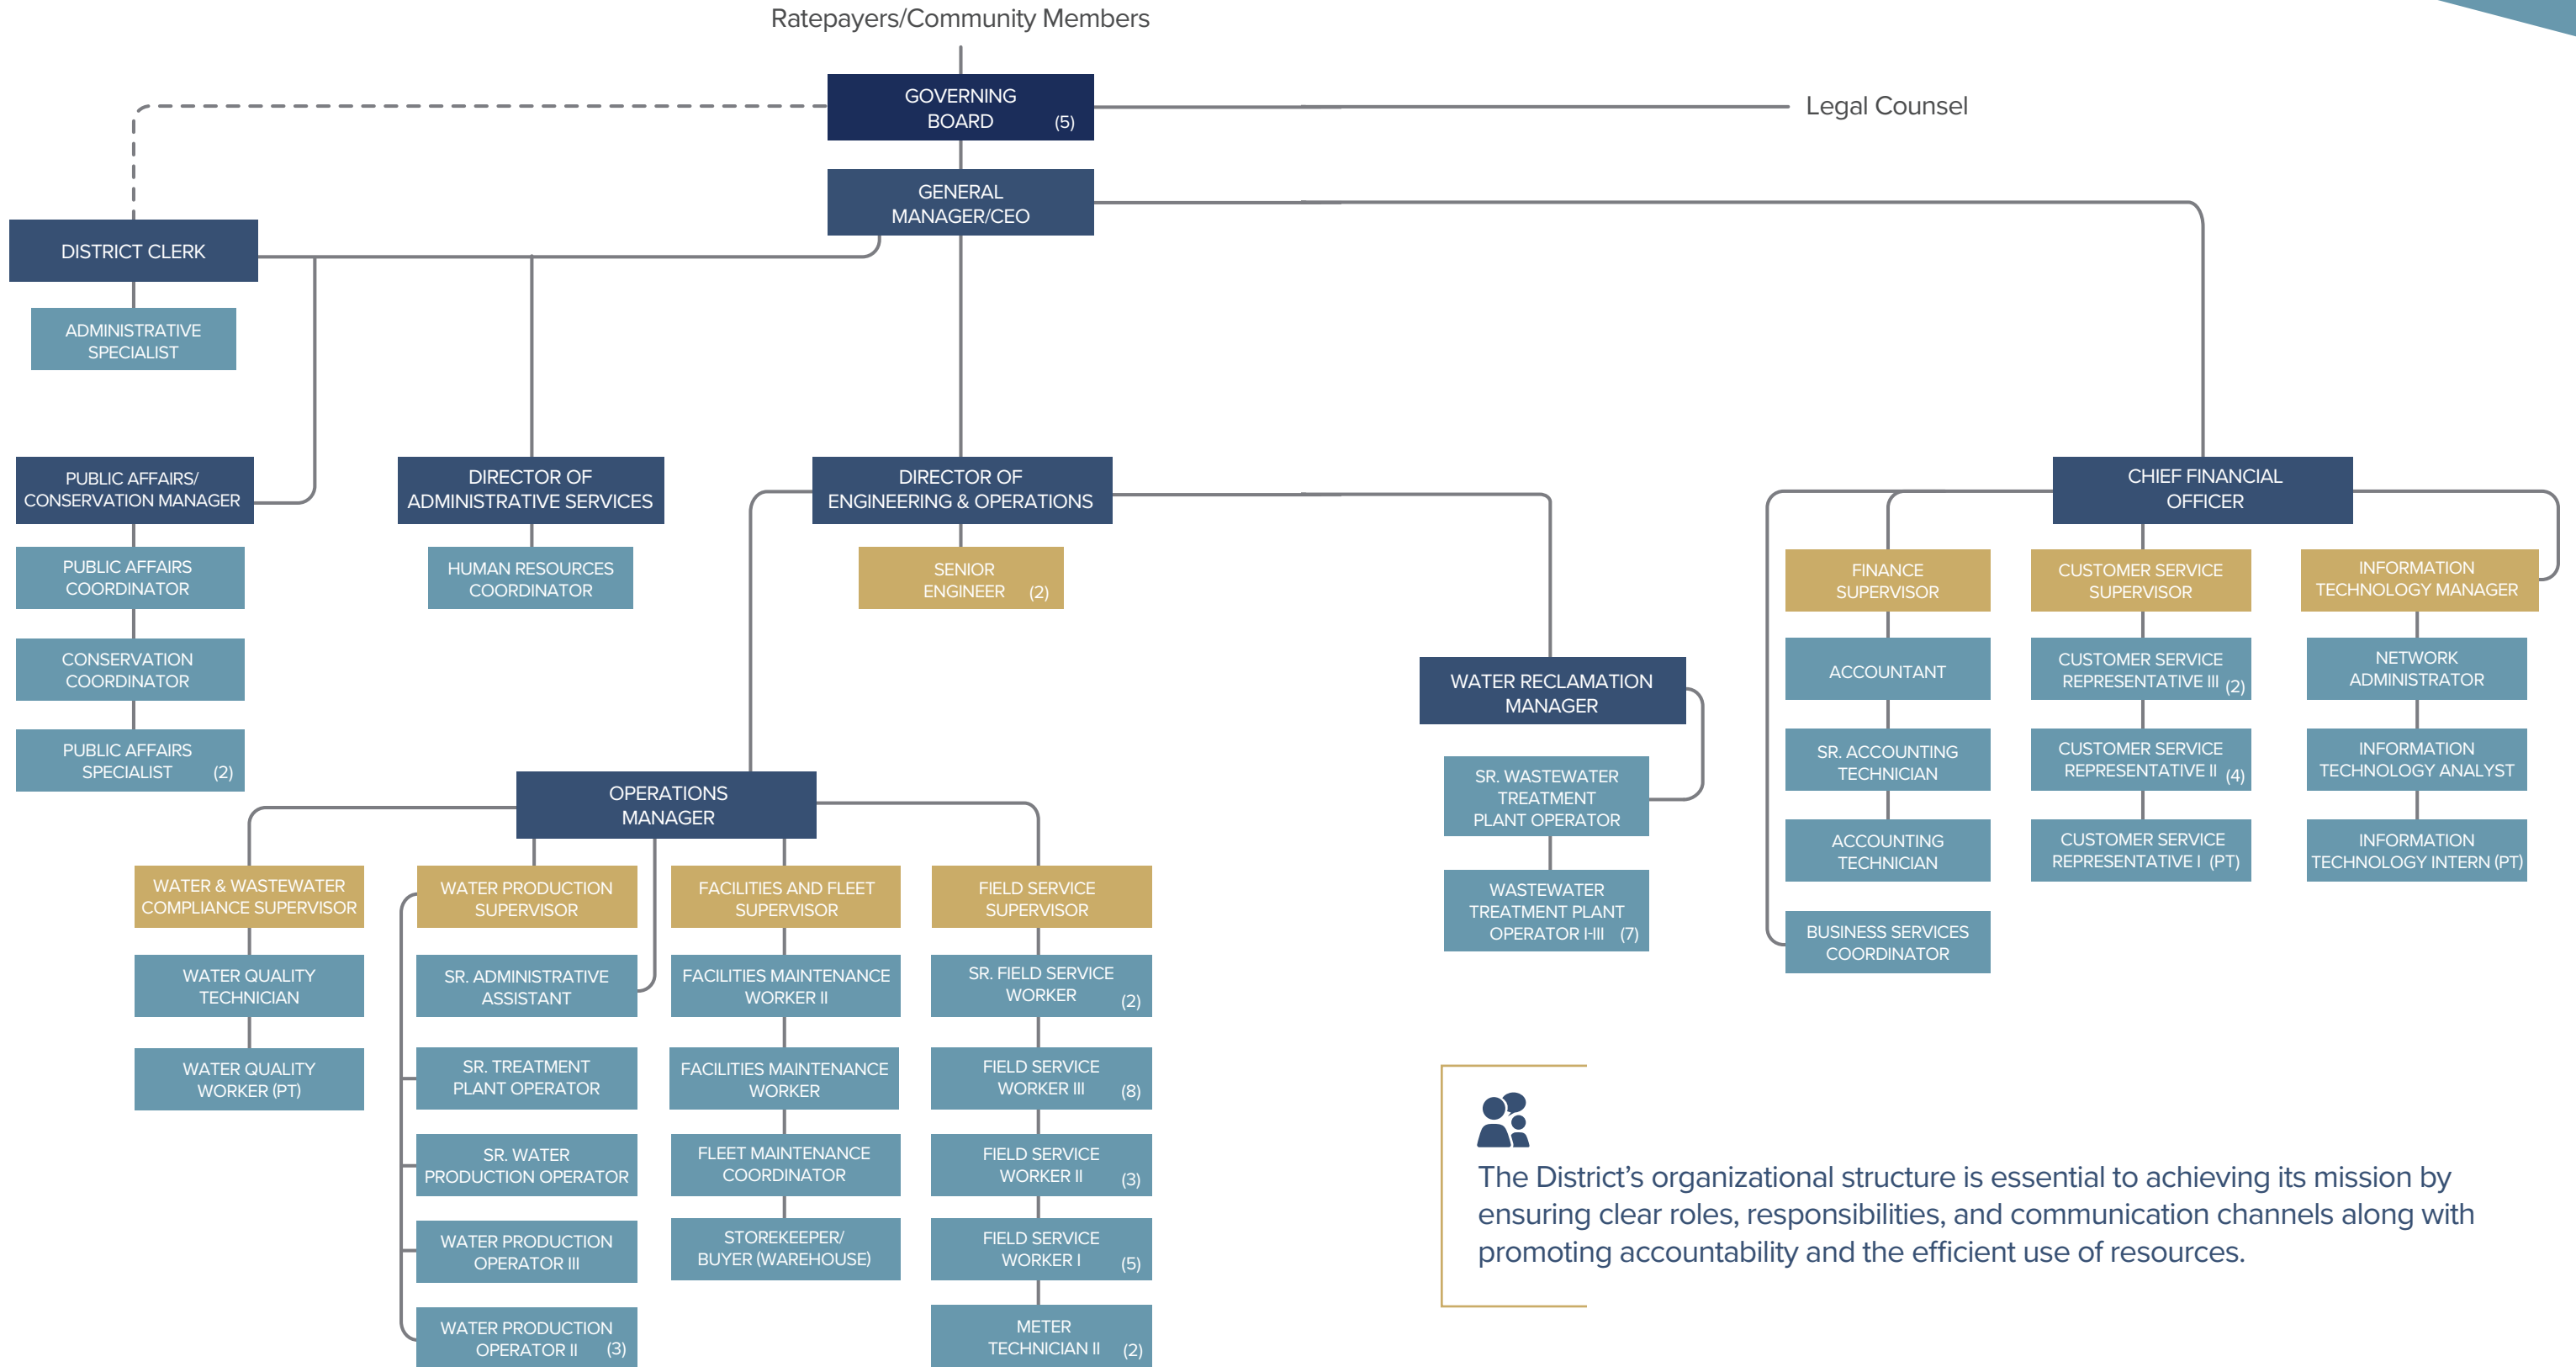 Ratepayers/Community Members
GOVERNING
BOARD (5)
Legal Counsel
GENERAL
MANAGER/CEO
DISTRICT CLERK
ADMINISTRATIVE
SPECIALIST
PUBLIC AFFAIRS/
CONSERVATION MANAGER
PUBLIC AFFAIRS
COORDINATOR
CONSERVATION
COORDINATOR
PUBLIC AFFAIRS
SPECIALIST (2)
DIRECTOR OF
ADMINISTRATIVE SERVICES
HUMAN RESOURCES
COORDINATOR
DIRECTOR OF
ENGINEERING & OPERATIONS
SENIOR
ENGINEER (2)
OPERATIONS
MANAGER
WATER & WASTEWATER
COMPLIANCE SUPERVISOR
WATER QUALITY
TECHNICIAN
WATER QUALITY
WORKER (PT)
WATER PRODUCTION
SUPERVISOR
SR. ADMINISTRATIVE
ASSISTANT
SR. TREATMENT
PLANT OPERATOR
SR. WATER
PRODUCTION OPERATOR
WATER PRODUCTION
OPERATOR III
WATER PRODUCTION
OPERATOR II (3)
FACILITIES AND FLEET
SUPERVISOR
FACILITIES MAINTENANCE
WORKER II
FACILITIES MAINTENANCE
WORKER
FLEET MAINTENANCE
COORDINATOR
STOREKEEPER/
BUYER (WAREHOUSE)
FIELD SERVICE
SUPERVISOR
SR. FIELD SERVICE
WORKER (2)
FIELD SERVICE
WORKER III (8)
FIELD SERVICE
WORKER II (3)
FIELD SERVICE
WORKER I (5)
METER
TECHNICIAN II (2)
WATER RECLAMATION
MANAGER
SR. WASTEWATER
TREATMENT
PLANT OPERATOR
WASTEWATER
TREATMENT PLANT
OPERATOR I-III (7)
CHIEF FINANCIAL
OFFICER
FINANCE
SUPERVISOR
ACCOUNTANT
SR. ACCOUNTING
TECHNICIAN
ACCOUNTING
TECHNICIAN
BUSINESS SERVICES
COORDINATOR
CUSTOMER SERVICE
SUPERVISOR
CUSTOMER SERVICE
REPRESENTATIVE III (2)
CUSTOMER SERVICE
REPRESENTATIVE II (4)
CUSTOMER SERVICE
REPRESENTATIVE I (PT)
INFORMATION
TECHNOLOGY MANAGER
NETWORK
ADMINISTRATOR
INFORMATION
TECHNOLOGY ANALYST
INFORMATION
TECHNOLOGY INTERN (PT)
The District’s organizational structure is essential to achieving its mission by
ensuring clear roles, responsibilities, and communication channels along with
promoting accountability and the efficient use of resources.